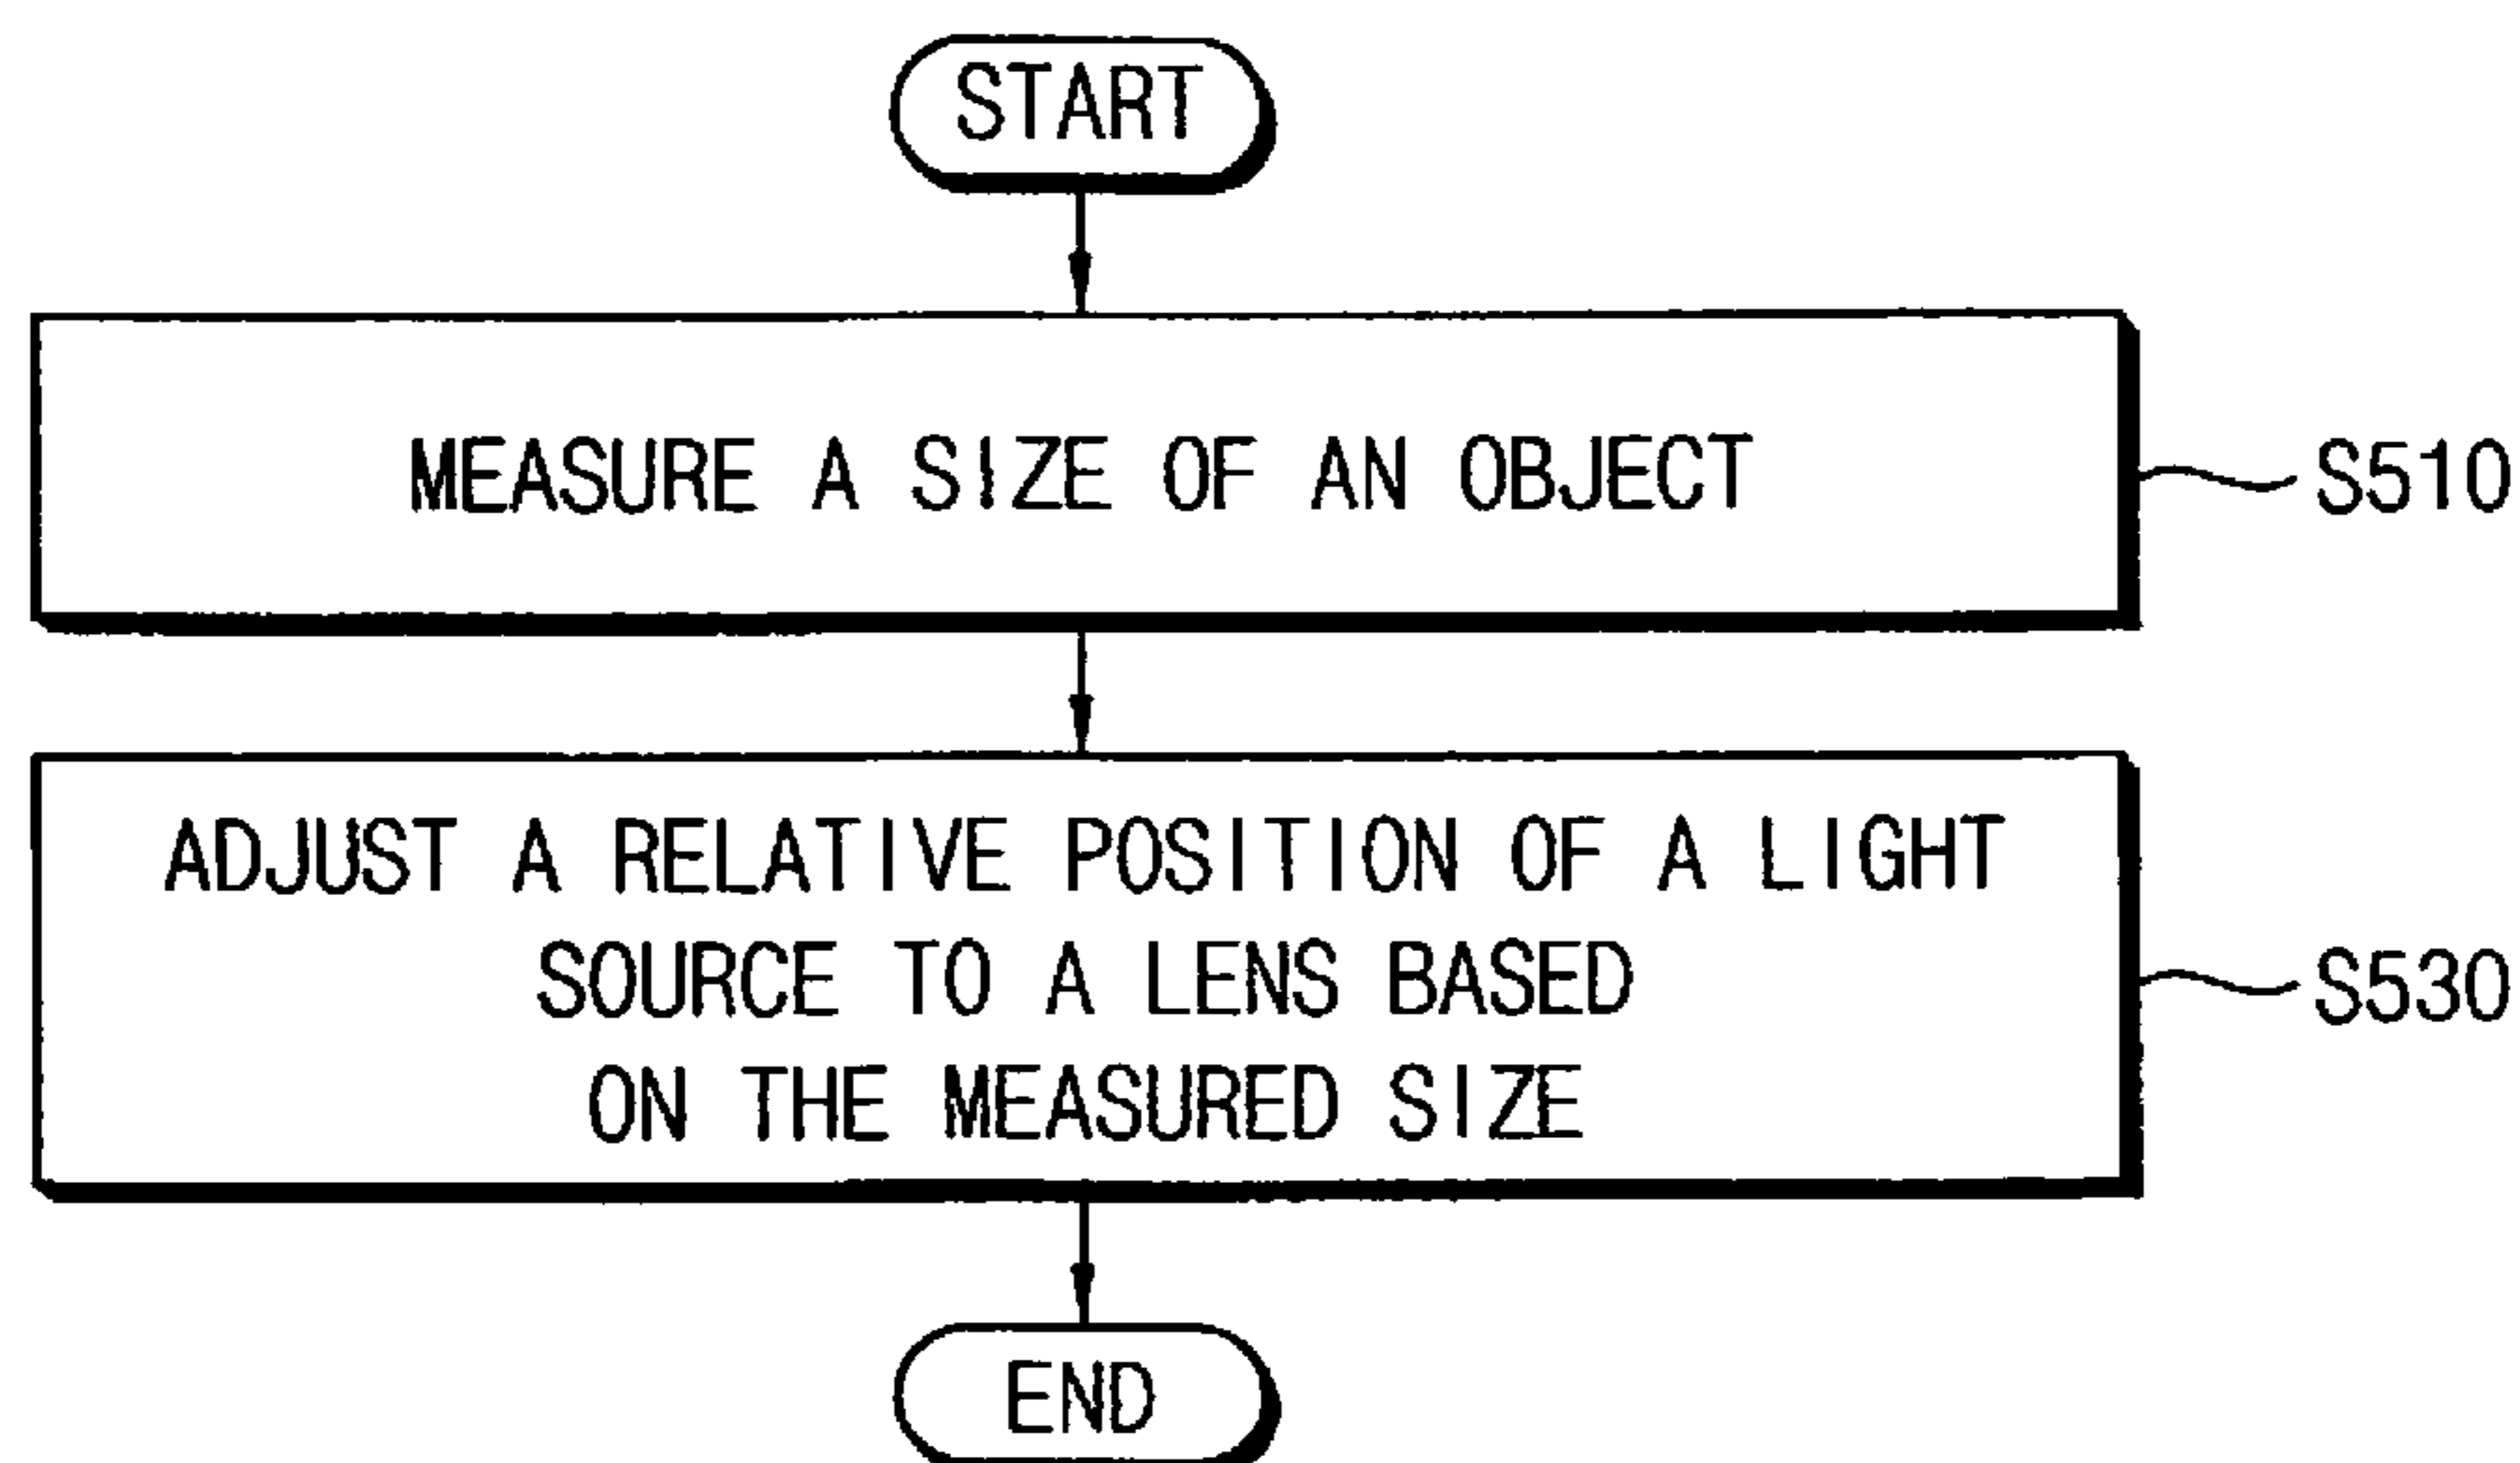 START
MEASURE A SIZE OF AN OBJECT
S510
ADJUST A RELATIVE POSITION OF A LIGHT
SOURCE TO A LENS BASED
ON THE MEASURED SIZE
S530
END